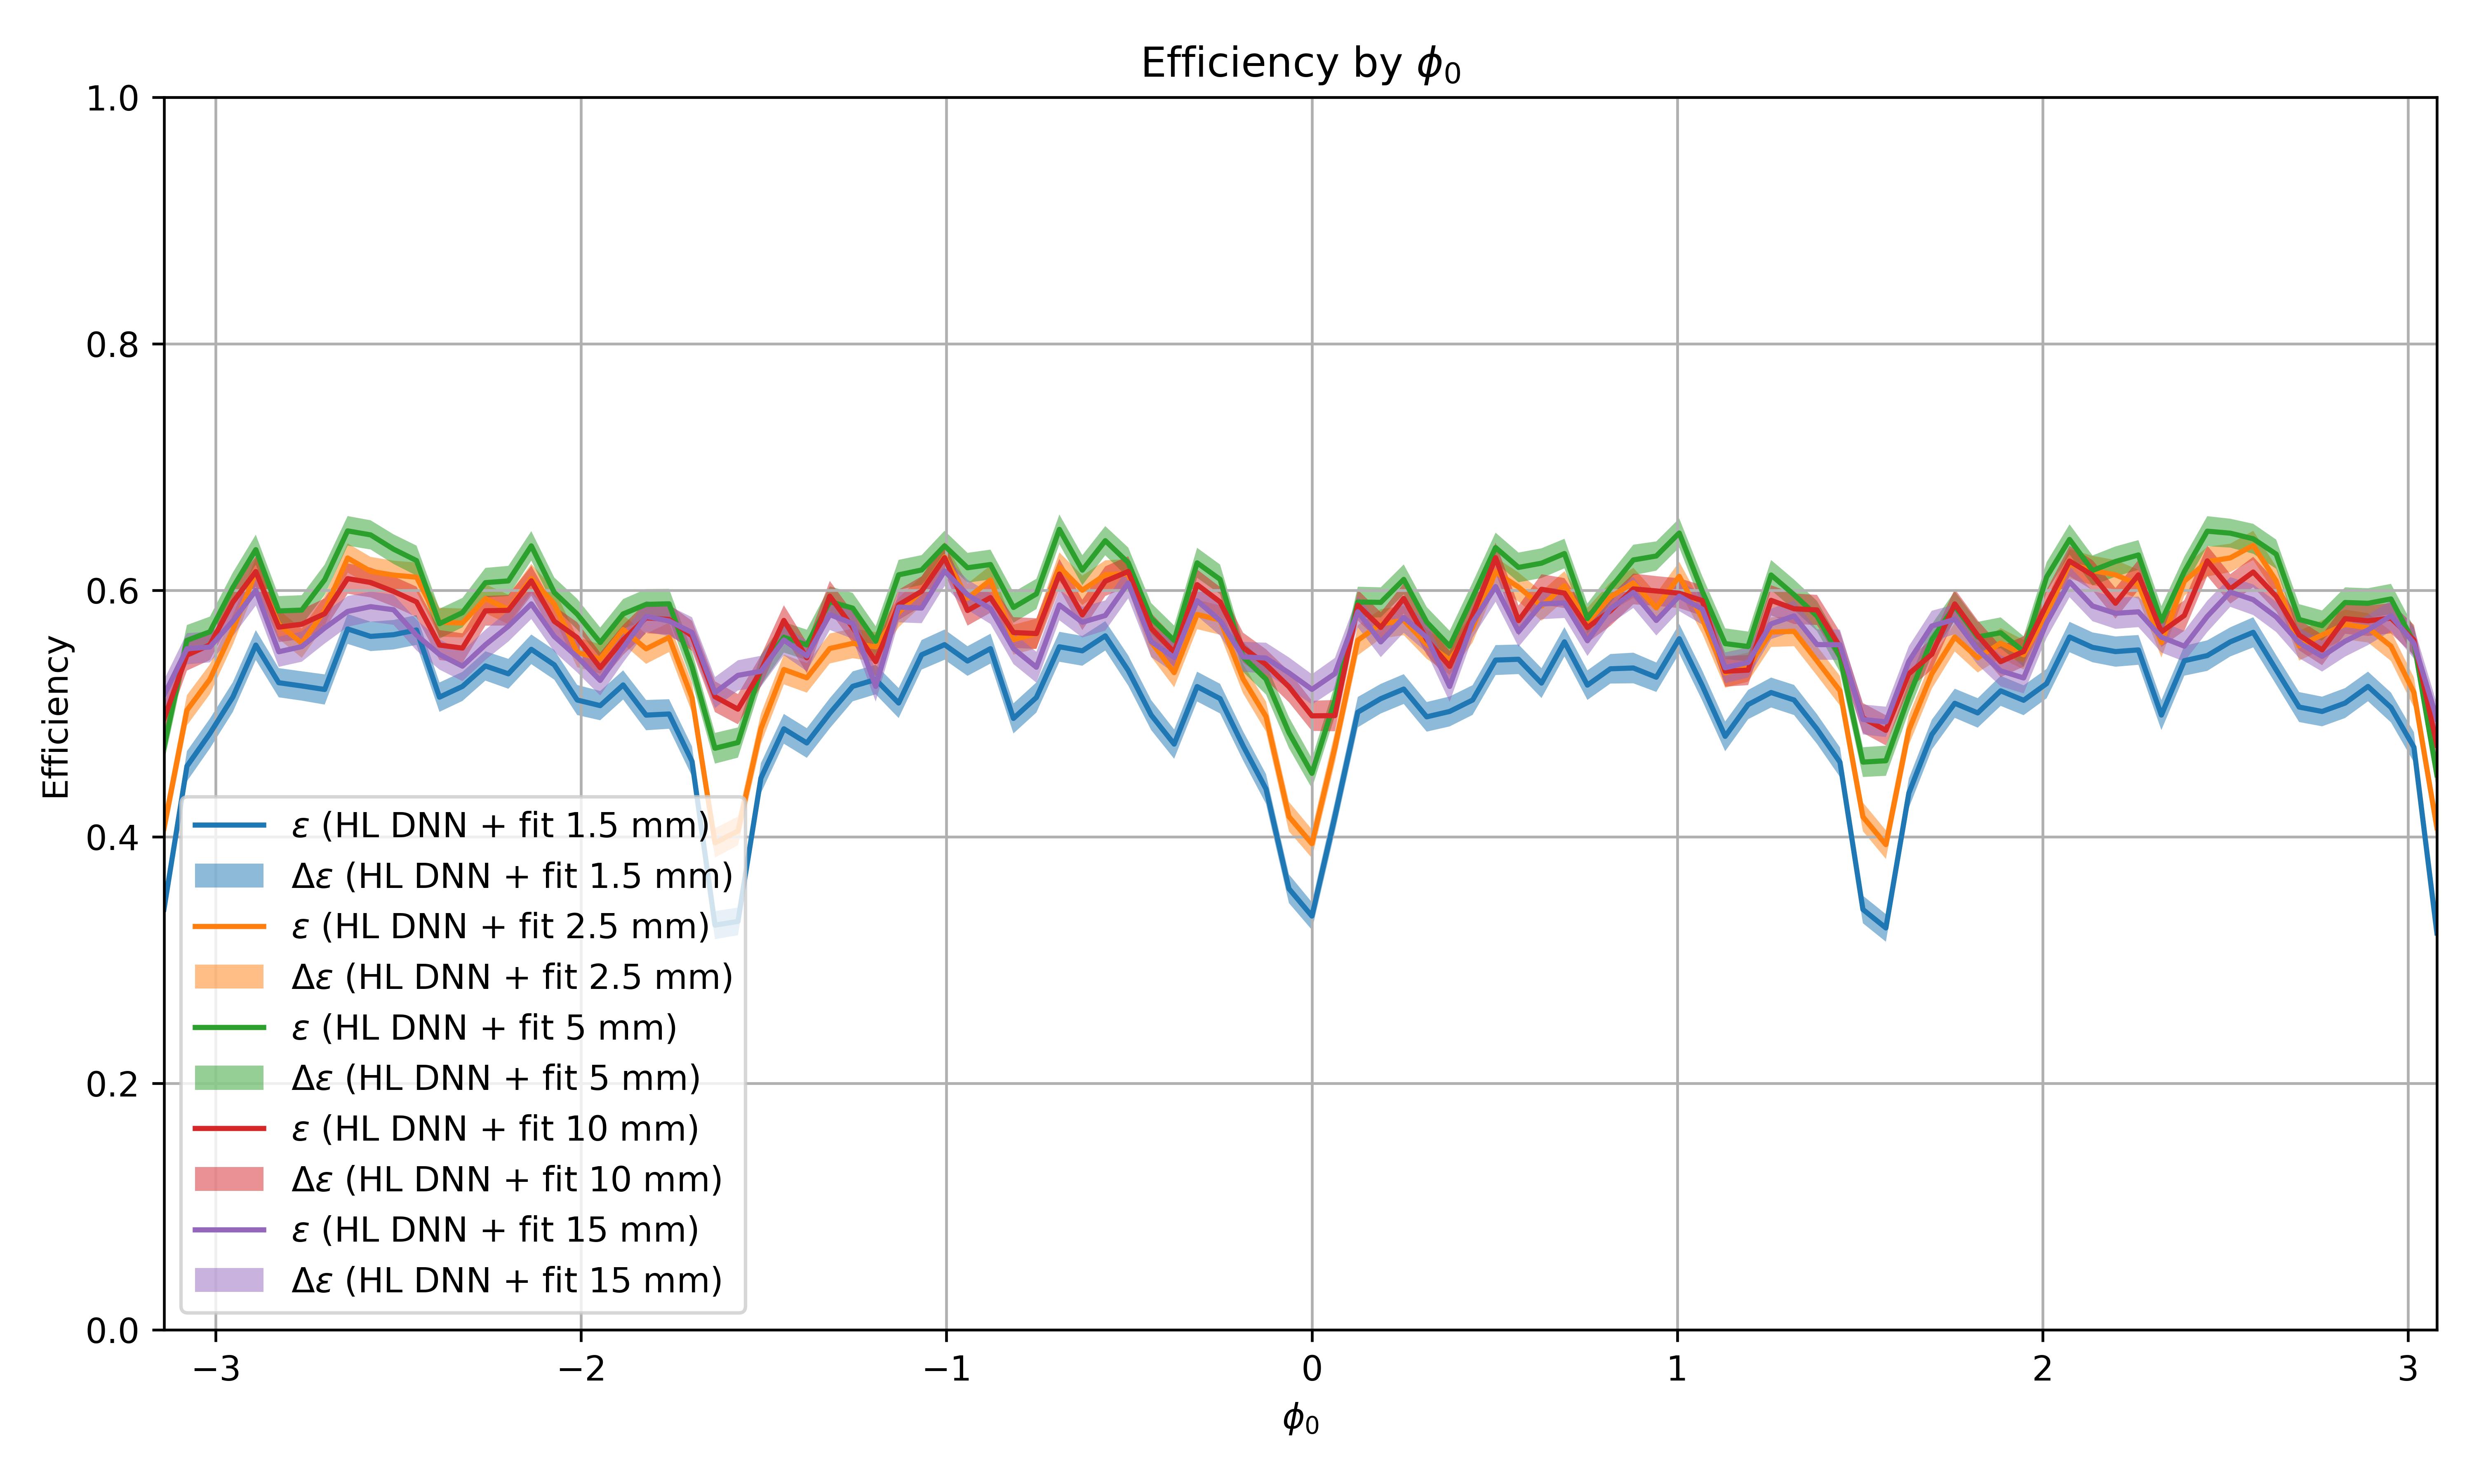 Efficiency by ϕ₀
Efficiency
1.0
0.8
0.6
0.4
0.2
0.0
ε (HL DNN + fit 1.5 mm)
Δε (HL DNN + fit 1.5 mm)
ε (HL DNN + fit 2.5 mm)
Δε (HL DNN + fit 2.5 mm)
ε (HL DNN + fit 5 mm)
Δε (HL DNN + fit 5 mm)
ε (HL DNN + fit 10 mm)
Δε (HL DNN + fit 10 mm)
ε (HL DNN + fit 15 mm)
Δε (HL DNN + fit 15 mm)
−3 −2 −1 0 1 2 3
ϕ₀